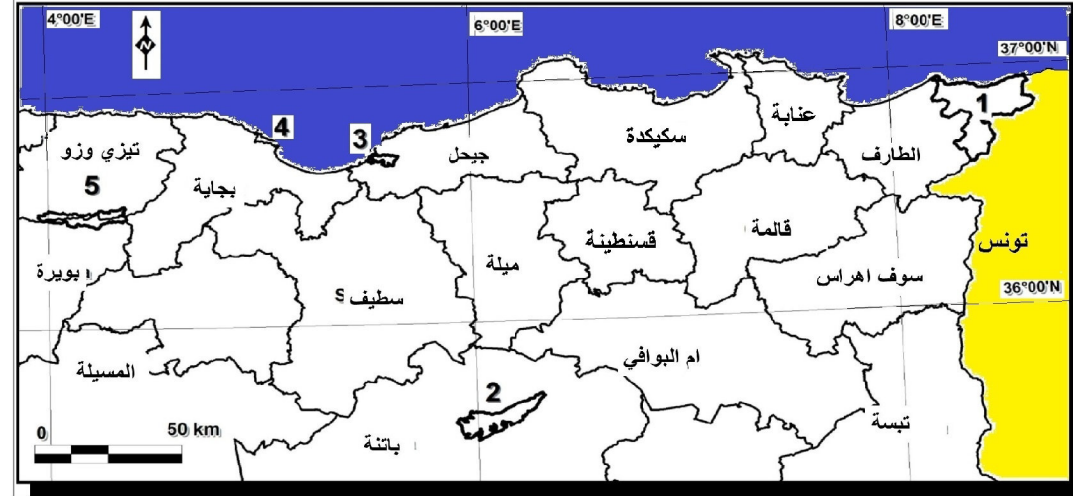 4°00'E
6°00'E
8°00'E
N
37°00'N
1
عنابة
4
سكيكدة
3
تيزي وزو
جيجل
الطارف
5
بجاية
قالمة
قسنطينة
تونس
ميلة
بويرة
سوف اهراس
سطيف S
36°00'N
ام البوافي
المسيلة
2
تبسة
0 50 km
باتنة